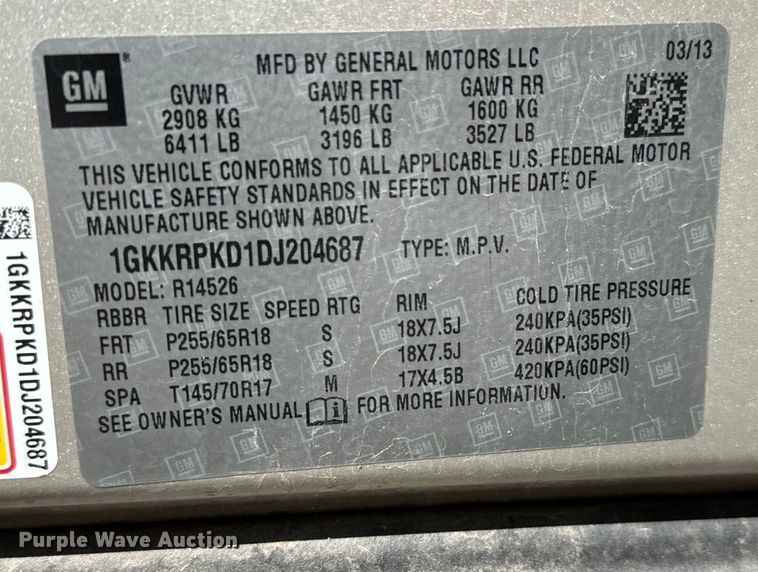 GM
®
MFD BY GENERAL MOTORS LLC
03/13
GVWR GAWR FRT GAWR RR
2908 KG 1450 KG 1600 KG
6411 LB 3196 LB 3527 LB
THIS VEHICLE CONFORMS TO ALL APPLICABLE U.S. FEDERAL MOTOR
VEHICLE SAFETY STANDARDS IN EFFECT ON THE DATE OF
MANUFACTURE SHOWN ABOVE.
1GKKRPKD1DJ204687 TYPE: M.P.V.
MODEL: R14526
RBBR TIRE SIZE SPEED RTG RIM COLD TIRE PRESSURE
FRT P255/65R18 S 18X7.5J 240KPA(35PSI)
RR P255/65R18 S 18X7.5J 240KPA(35PSI)
SPA T145/70R17 M 17X4.5B 420KPA(60PSI)
SEE OWNER'S MANUAL i FOR MORE INFORMATION.
1GKKRPKD1DJ204687
Purple Wave Auction